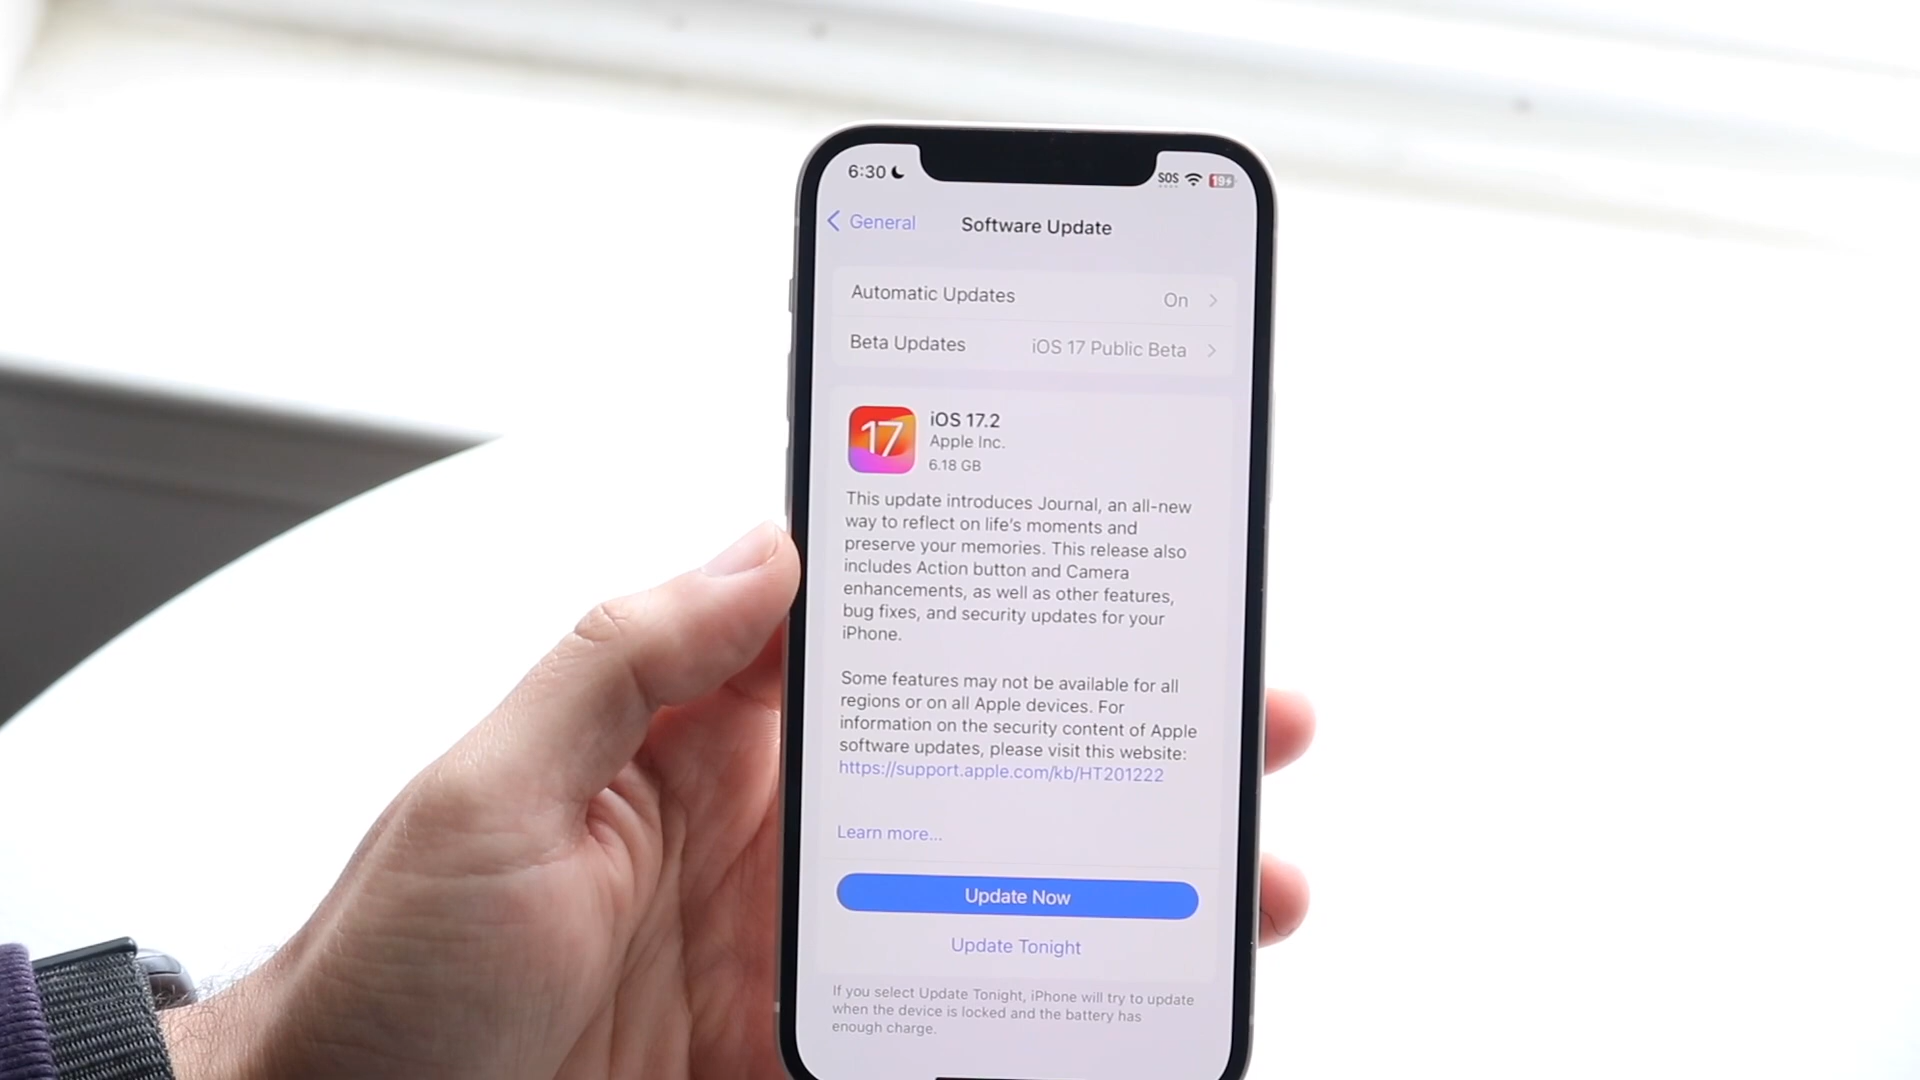 6:30 SOS 19
General Software Update
Automatic Updates On
Beta Updates iOS 17 Public Beta
17
iOS 17.2
Apple Inc.
6.18 GB
This update introduces Journal, an all-new
way to reflect on life's moments and
preserve your memories. This release also
includes Action button and Camera
enhancements, as well as other features,
bug fixes, and security updates for your
iPhone.
Some features may not be available for all
regions or on all Apple devices. For
information on the security content of Apple
software updates, please visit this website:
https://support.apple.com/kb/HT201222
Learn more...
Update Now
Update Tonight
If you select Update Tonight, iPhone will try to update
when the device is locked and the battery has
enough charge.